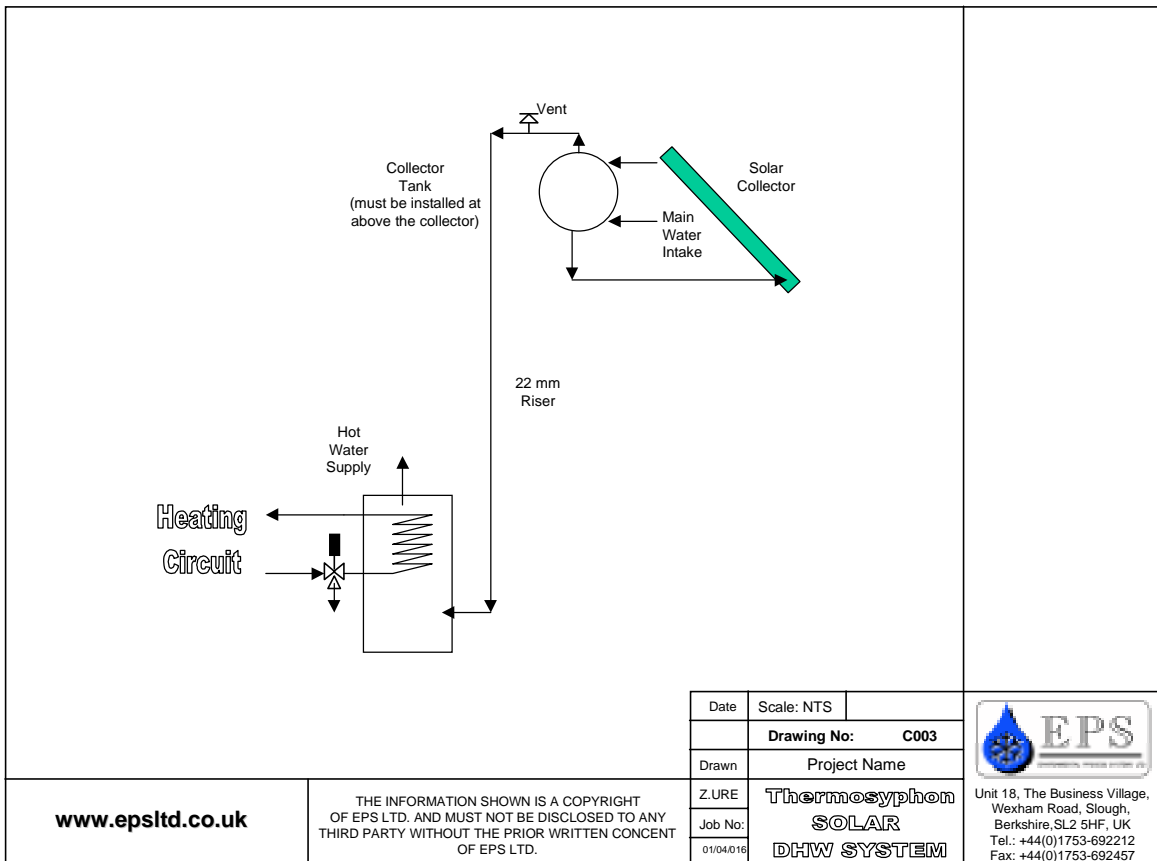 Vent
Collector
Tank
(must be installed at
above the collector)
Solar
Collector
Main
Water
Intake
22 mm
Riser
Hot
Water
Supply
Heating
Circuit
Date
Scale: NTS
Drawing No: C003
Drawn
Project Name
Z.URE
Thermosyphon
Job No:
SOLAR
01/04/016
DHW SYSTEM
EPS
Unit 18, The Business Village,
Wexham Road, Slough,
Berkshire,SL2 5HF, UK
Tel.: +44(0)1753-692212
Fax: +44(0)1753-692457
www.epsltd.co.uk
THE INFORMATION SHOWN IS A COPYRIGHT
OF EPS LTD. AND MUST NOT BE DISCLOSED TO ANY
THIRD PARTY WITHOUT THE PRIOR WRITTEN CONCENT
OF EPS LTD.